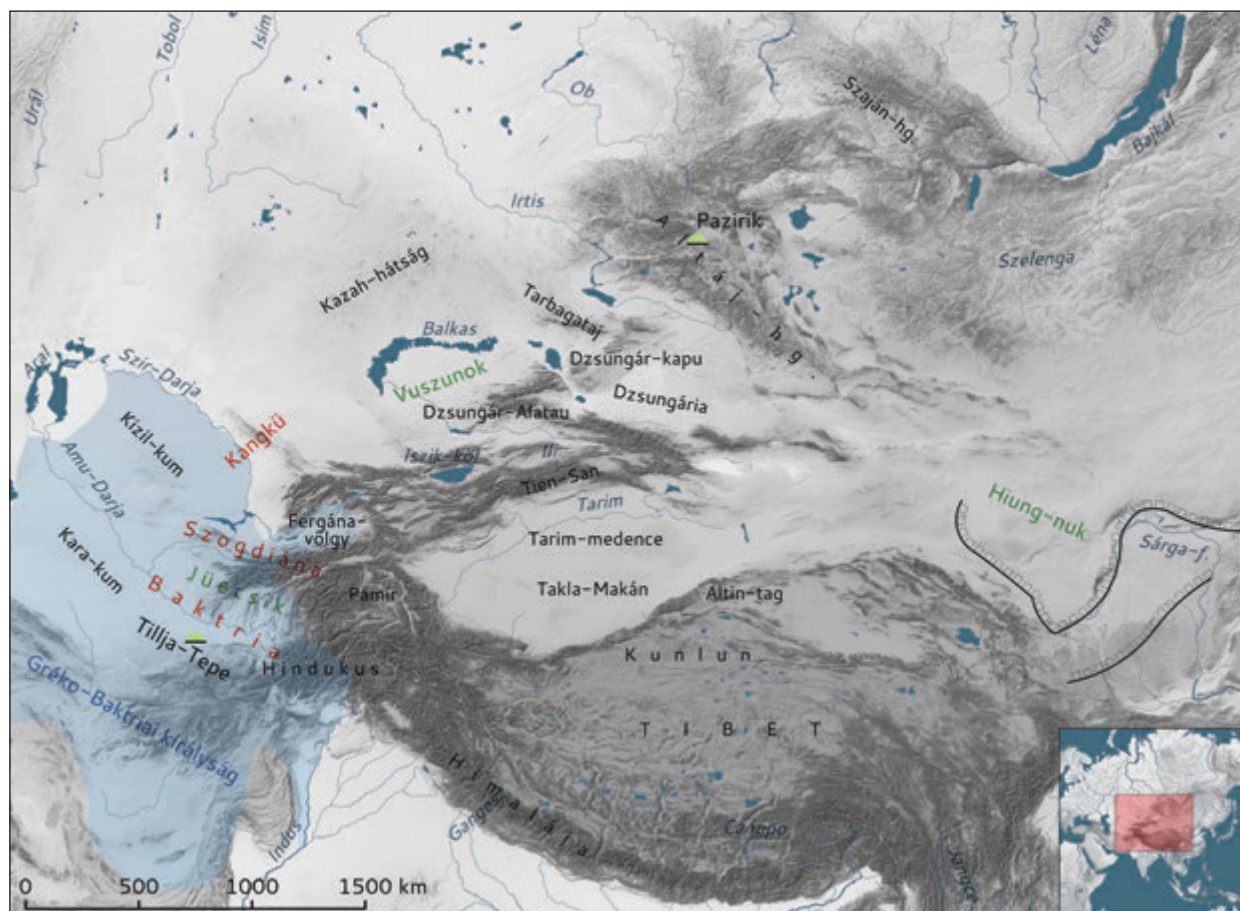 Urál
Tobol
Isim
Ob
Léna
Szaján-hg.
Bajkál
Irtis
Pazirik
Altáj-hg.
Szelenga
Kazah-hátság
Tarbagataj
Balkas
Dzsungár-kapu
Vuszunok
Dzsungária
Aral
Szir-Darja
Dzsungár-Alatau
Kizil-kum
Kangkü
Iszik-köl
Ili
Tien-San
Amu-Darja
Tarim
Hiung-nuk
Fergána-
völgy
Szogdiána
Tarim-medence
Sárga-f.
Kara-kum
Jüecsik
Baktria
Pamír
Takla-Makán
Altin-tag
Tillja-Tepe
Hindukus
Kunlun
Gréko-Baktriai királyság
TIBET
Himalája
Gangesz
Cangpo
Indus
Jangce
0 500 1000 1500 km